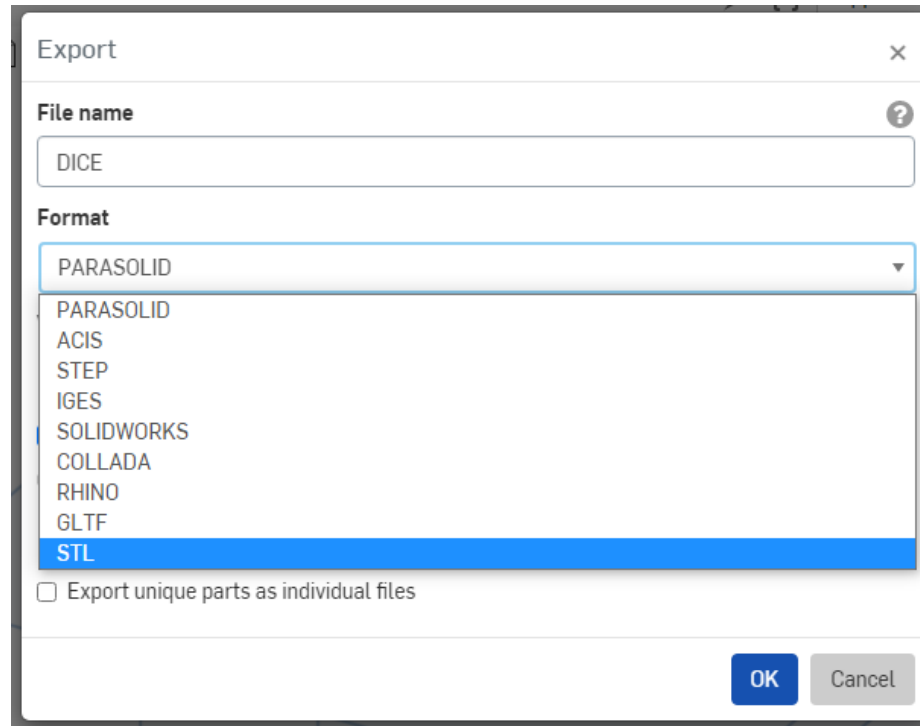 Export
File name
DICE
Format
PARASOLID
PARASOLID
ACIS
STEP
IGES
SOLIDWORKS
COLLADA
RHINO
GLTF
STL
Export unique parts as individual files
OK Cancel